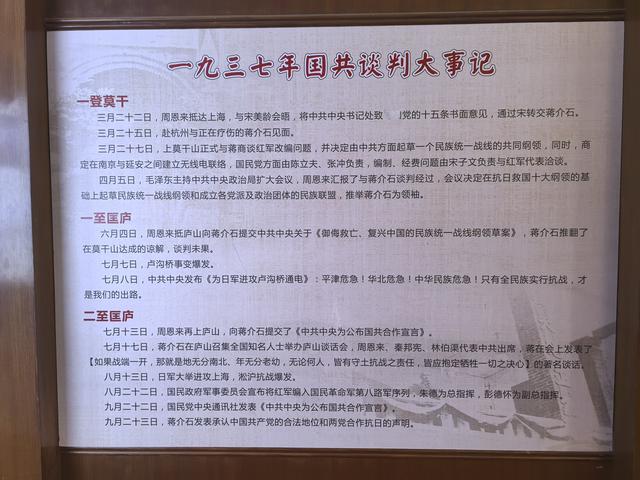 一九三七年国共谈判大事记
一登莫干
三月二十二日，周恩来抵达上海，与宋美龄会晤，将中共中央书记处致 党的十五条书面意见，通过宋转交蒋介石。
三月二十五日，赴杭州与正在疗伤的蒋介石见面。
三月二十七日，上莫干山正式与蒋商谈红军改编问题，并决定由中共方面起草一个民族统一战线的共同纲领，同时，商
定在南京与延安之间建立无线电联络，国民党方面由陈立夫、张冲负责，编制、经费问题由宋子文负责与红军代表洽谈。
四月五日，毛泽东主持中共中央政治局扩大会议，周恩来汇报了与蒋介石谈判经过，会议决定在抗日救国十大纲领的基
础上起草民族统一战线纲领和成立各党派及政治团体的民族联盟，推举蒋介石为领袖。
一至匡庐
六月四日，周恩来抵庐山向蒋介石提交中共中央关于《御侮救亡、复兴中国的民族统一战线纲领草案》，蒋介石推翻了
在莫干山达成的谅解，谈判未果。
七月七日，卢沟桥事变爆发。
七月八日，中共中央发布《为日军进攻卢沟桥通电》：平津危急！华北危急！中华民族危急！只有全民族实行抗战，才
是我们的出路。
二至匡庐
七月十三日，周恩来再上庐山，向蒋介石提交了《中共中央为公布国共合作宣言》。
七月十七日，蒋介石在庐山召集全国知名人士举办庐山谈话会，周恩来、秦邦宪、林伯渠代表中共出席，蒋在会上发表了
【如果战端一开，那就是地无分南北、年无分老幼，无论何人，皆有守土抗战之责任，皆应抱定牺牲一切之决心】的著名谈话。
八月十三日，日军大举进攻上海，淞沪抗战爆发。
八月二十二日，国民政府军事委员会宣布将红军编入国民革命军第八路军序列，朱德为总指挥，彭德怀为副总指挥。
九月二十二日，国民党中央通讯社发表《中共中央为公布国共合作宣言》。
九月二十三日，蒋介石发表承认中国共产党的合法地位和两党合作抗日的声明。